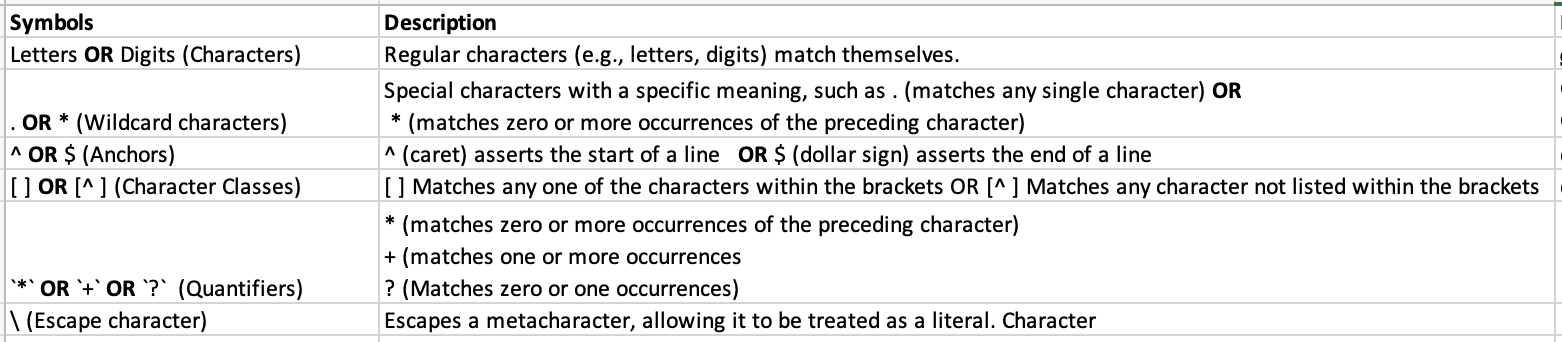 Symbols Description
Letters OR Digits (Characters) Regular characters (e.g., letters, digits) match themselves.
Special characters with a specific meaning, such as . (matches any single character) OR
. OR * (Wildcard characters) * (matches zero or more occurrences of the preceding character)
^ OR $ (Anchors) ^ (caret) asserts the start of a line OR $ (dollar sign) asserts the end of a line
[ ] OR [^ ] (Character Classes) [ ] Matches any one of the characters within the brackets OR [^ ] Matches any character not listed within the brackets
* (matches zero or more occurrences of the preceding character)
+ (matches one or more occurrences
`*` OR `+` OR `?` (Quantifiers) ? (Matches zero or one occurrences)
\ (Escape character) Escapes a metacharacter, allowing it to be treated as a literal. Character